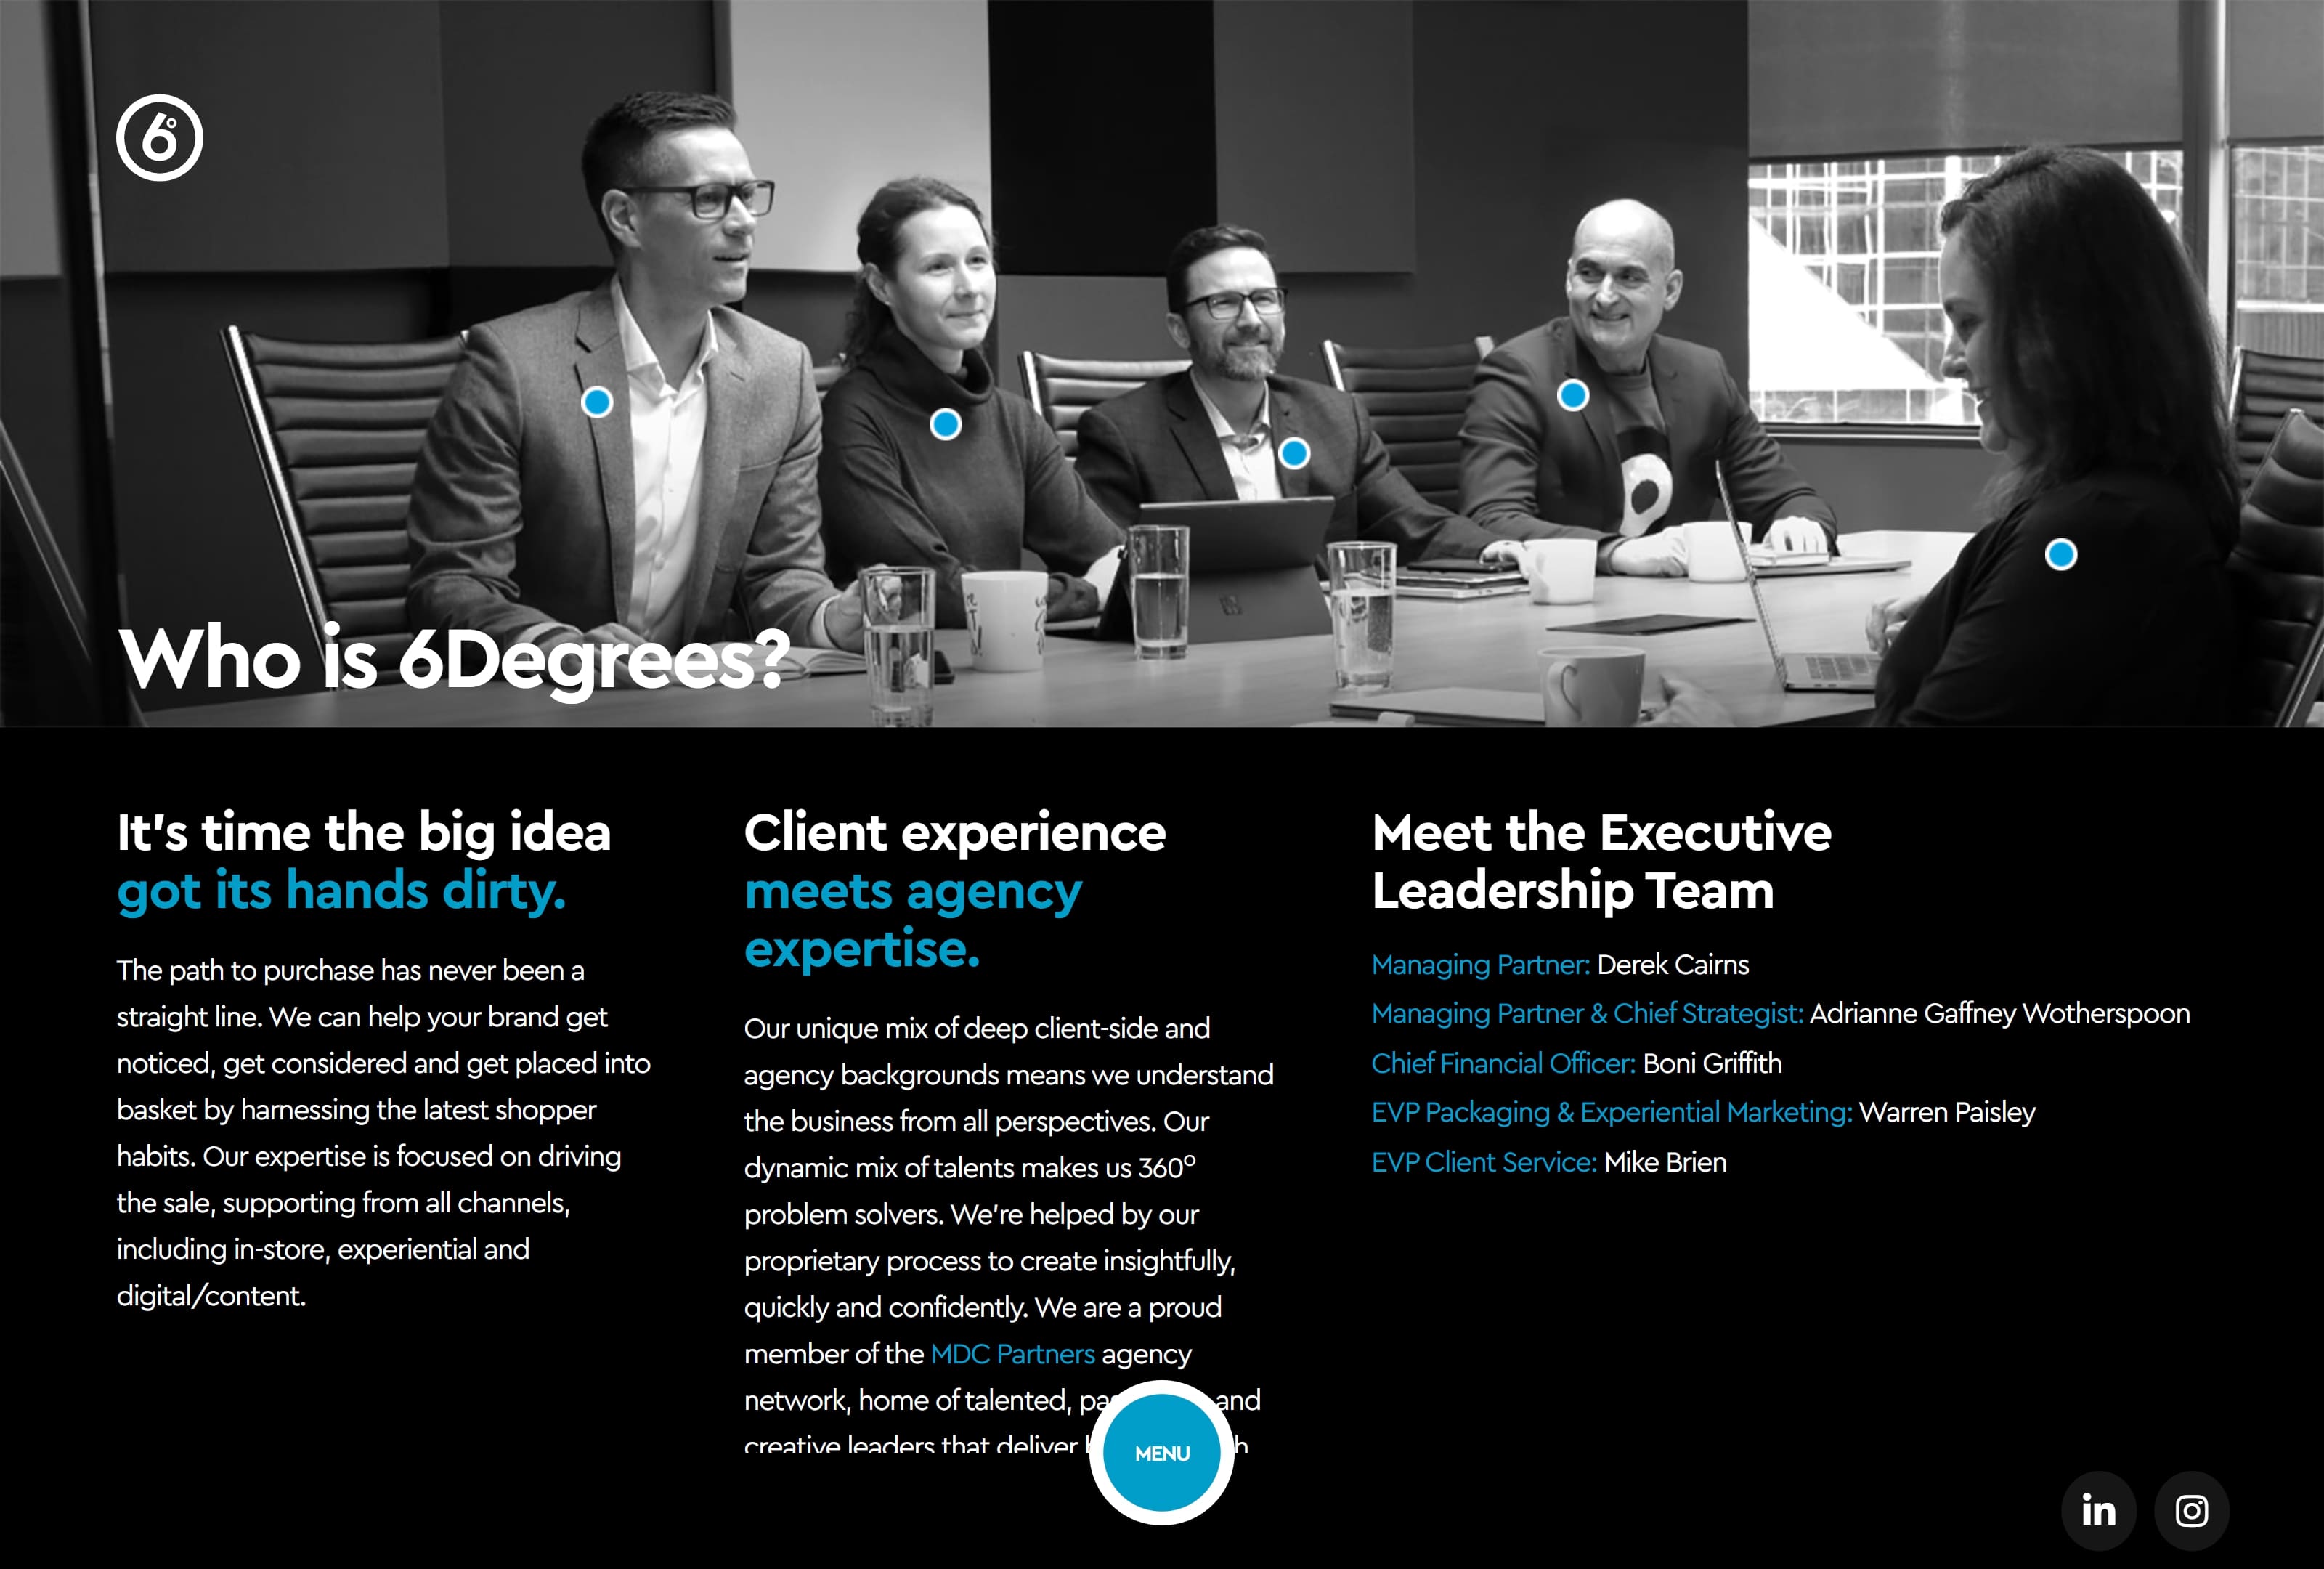 6°
Who is 6Degrees?
It's time the big idea
got its hands dirty.
The path to purchase has never been a
straight line. We can help your brand get
noticed, get considered and get placed into
basket by harnessing the latest shopper
habits. Our expertise is focused on driving
the sale, supporting from all channels,
including in-store, experiential and
digital/content.
Client experience
meets agency
expertise.
Our unique mix of deep client-side and
agency backgrounds means we understand
the business from all perspectives. Our
dynamic mix of talents makes us 360°
problem solvers. We're helped by our
proprietary process to create insightfully,
quickly and confidently. We are a proud
member of the MDC Partners agency
network, home of talented, and
creative leaders that deliver
Meet the Executive
Leadership Team
Managing Partner: Derek Cairns
Managing Partner & Chief Strategist: Adrianne Gaffney Wotherspoon
Chief Financial Officer: Boni Griffith
EVP Packaging & Experiential Marketing: Warren Paisley
EVP Client Service: Mike Brien
MENU
in